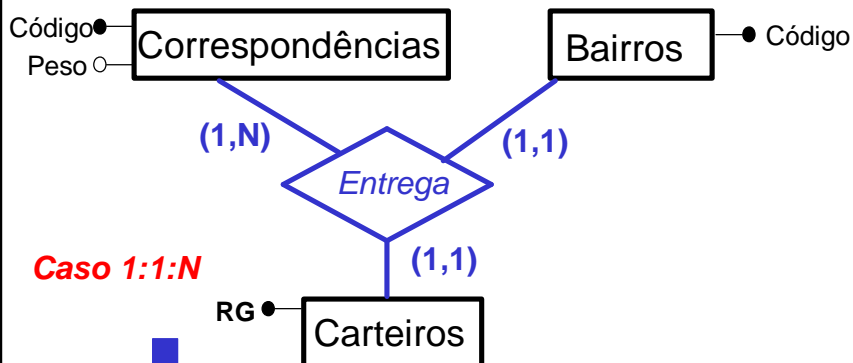 Código
Correspondências
Peso
Bairros
Código
(1,N)
(1,1)
Entrega
Caso 1:1:N
(1,1)
RG
Carteiros